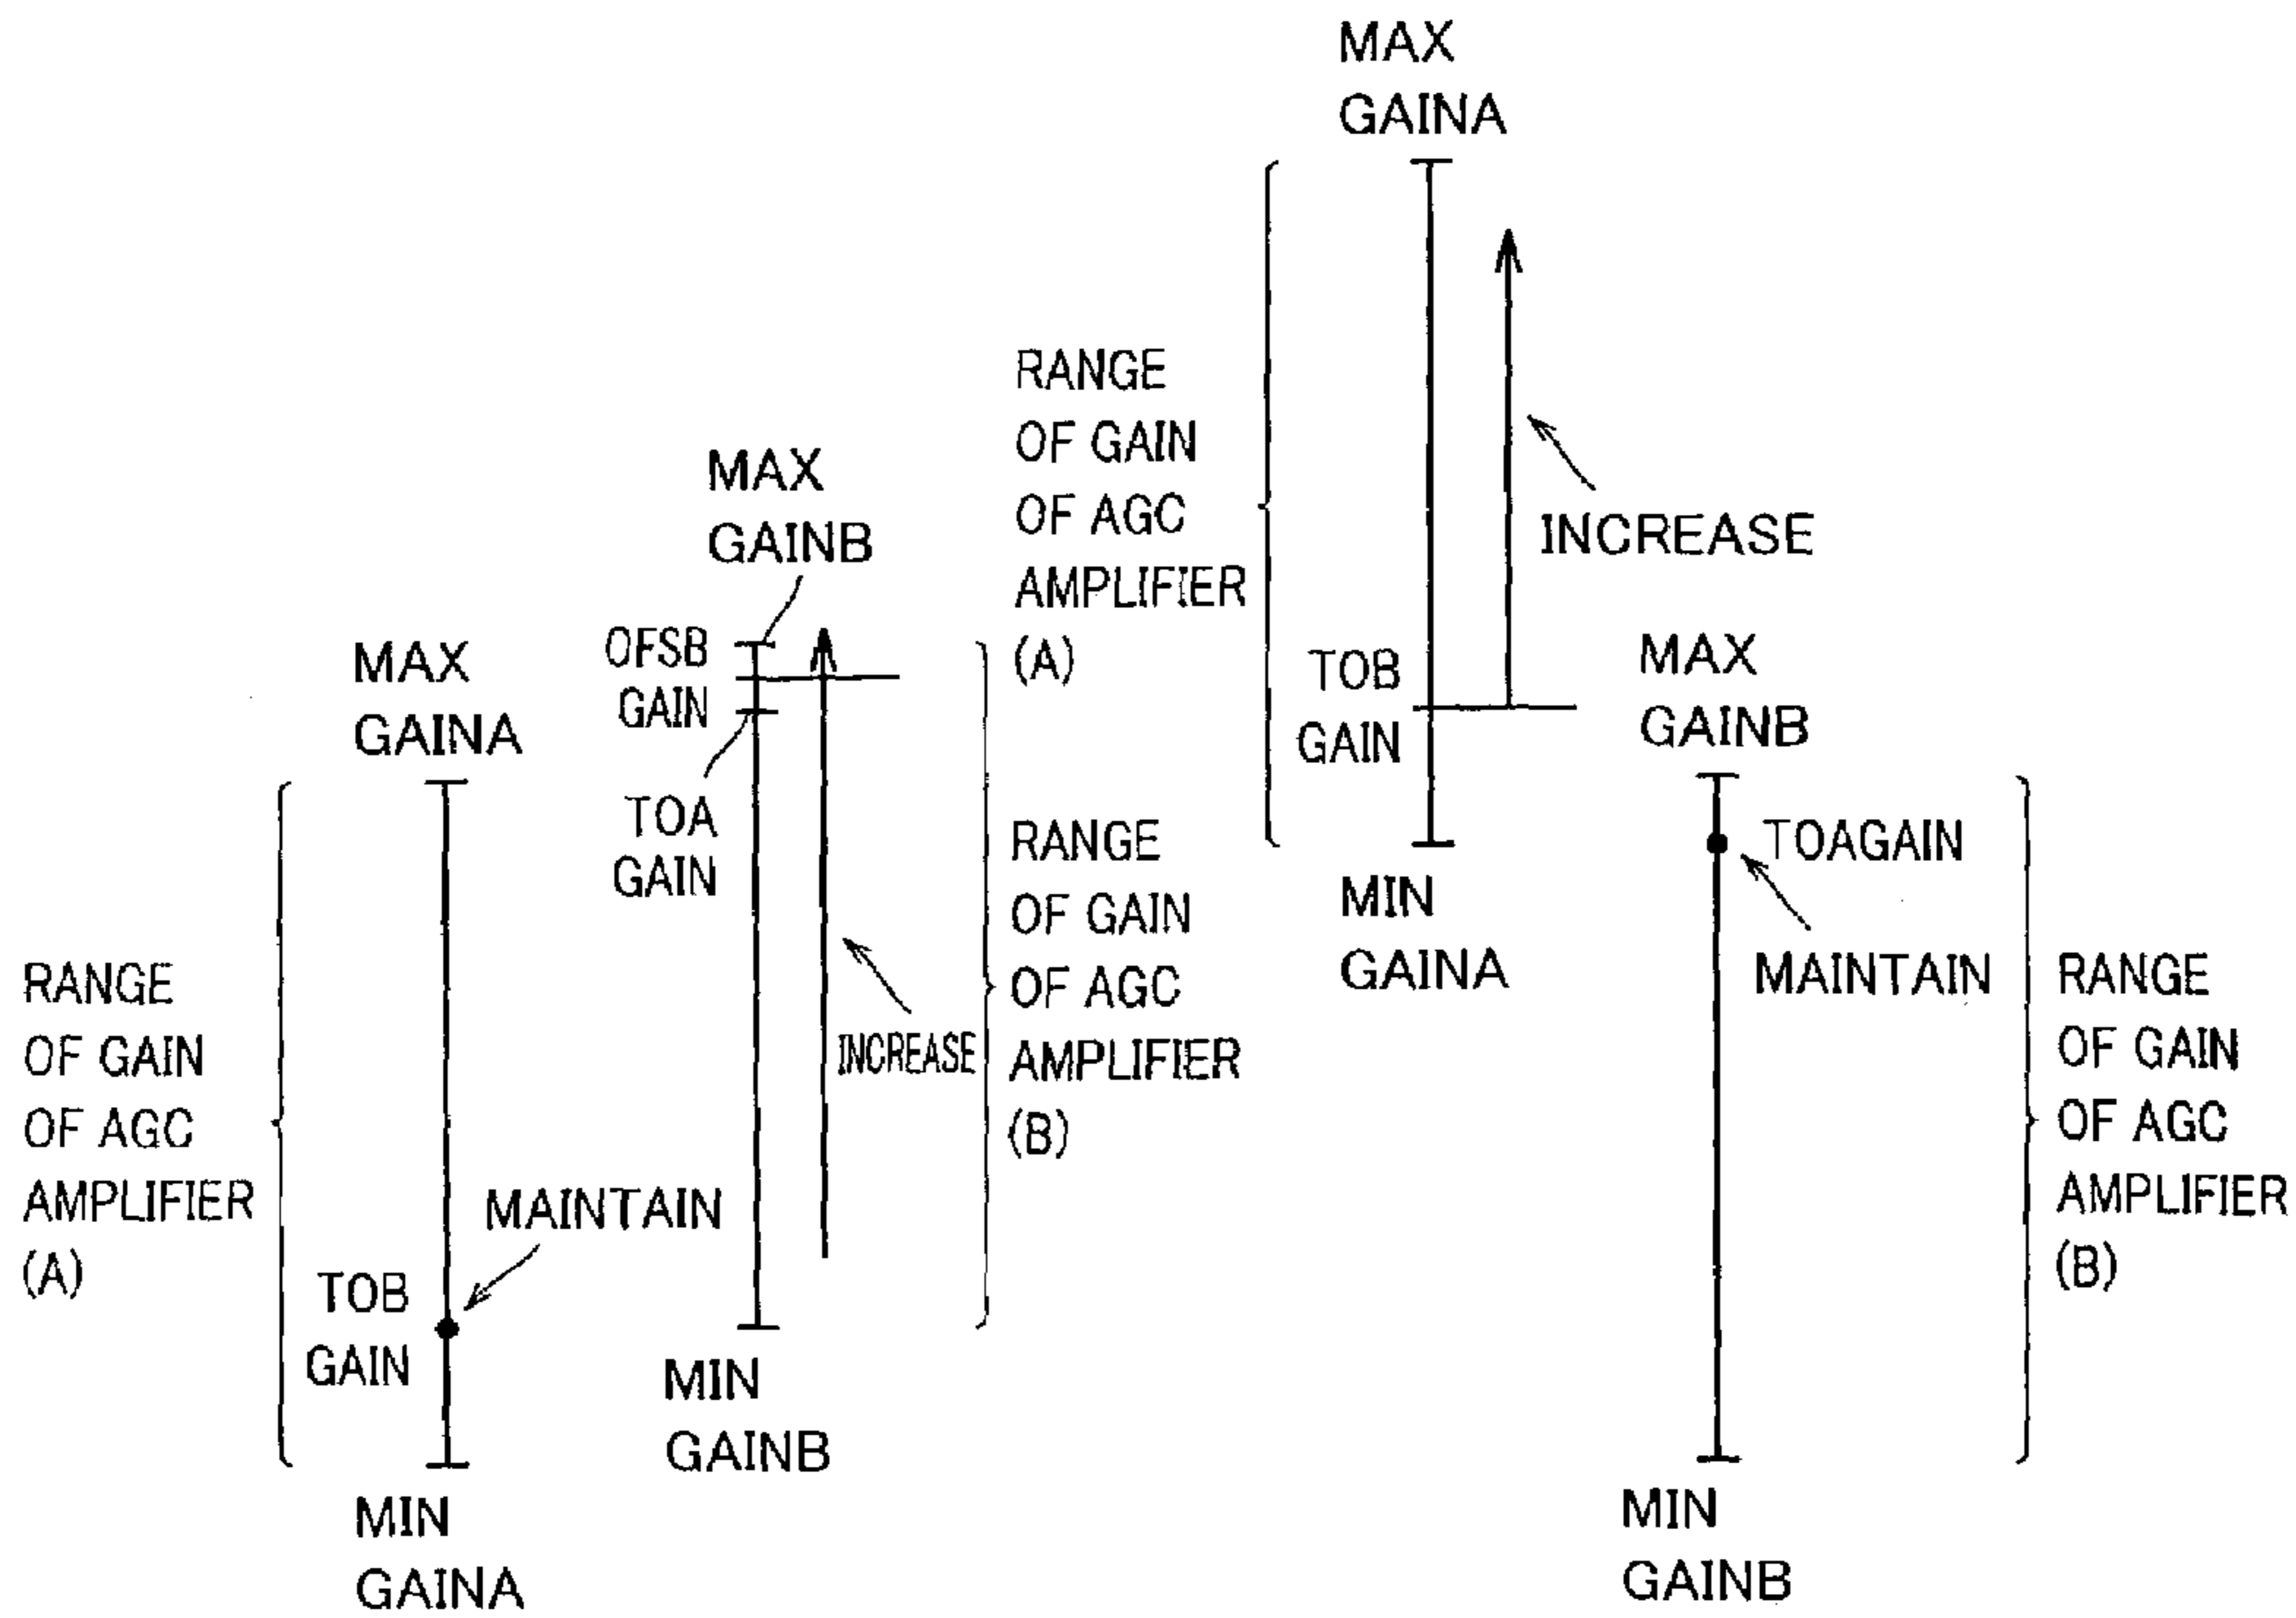 MAX
GAINA
RANGE
OF GAIN
OF AGC
AMPLIFIER
(A)
MAINTAIN
TOB
GAIN
MIN
GAINA
MAX
GAINB
OFSB
GAIN
TOA
GAIN
INCREASE
RANGE
OF GAIN
OF AGC
AMPLIFIER
(B)
MIN
GAINB
MAX
GAINA
RANGE
OF GAIN
OF AGC
AMPLIFIER
(A)
INCREASE
TOB
GAIN
MIN
GAINA
MAX
GAINB
TOAGAIN
MAINTAIN
RANGE
OF GAIN
OF AGC
AMPLIFIER
(B)
MIN
GAINB